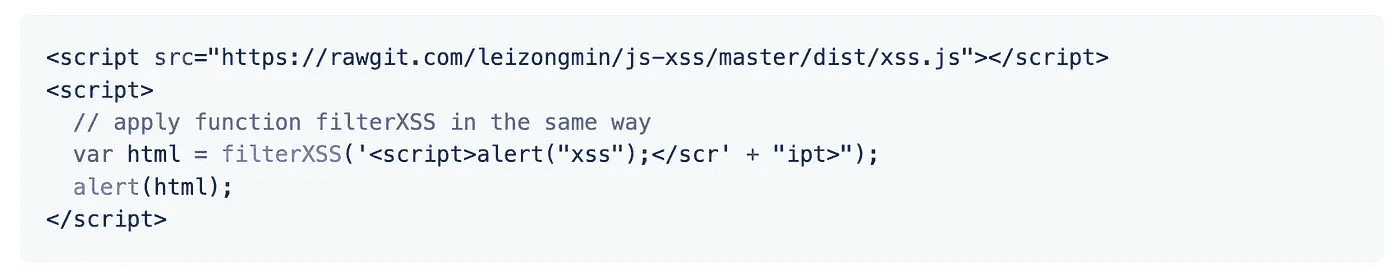 <script src="https://rawgit.com/leizongmin/js-xss/master/dist/xss.js"></script>
<script>
  // apply function filterXSS in the same way
  var html = filterXSS('<script>alert("xss");</scr' + "ipt>");
  alert(html);
</script>